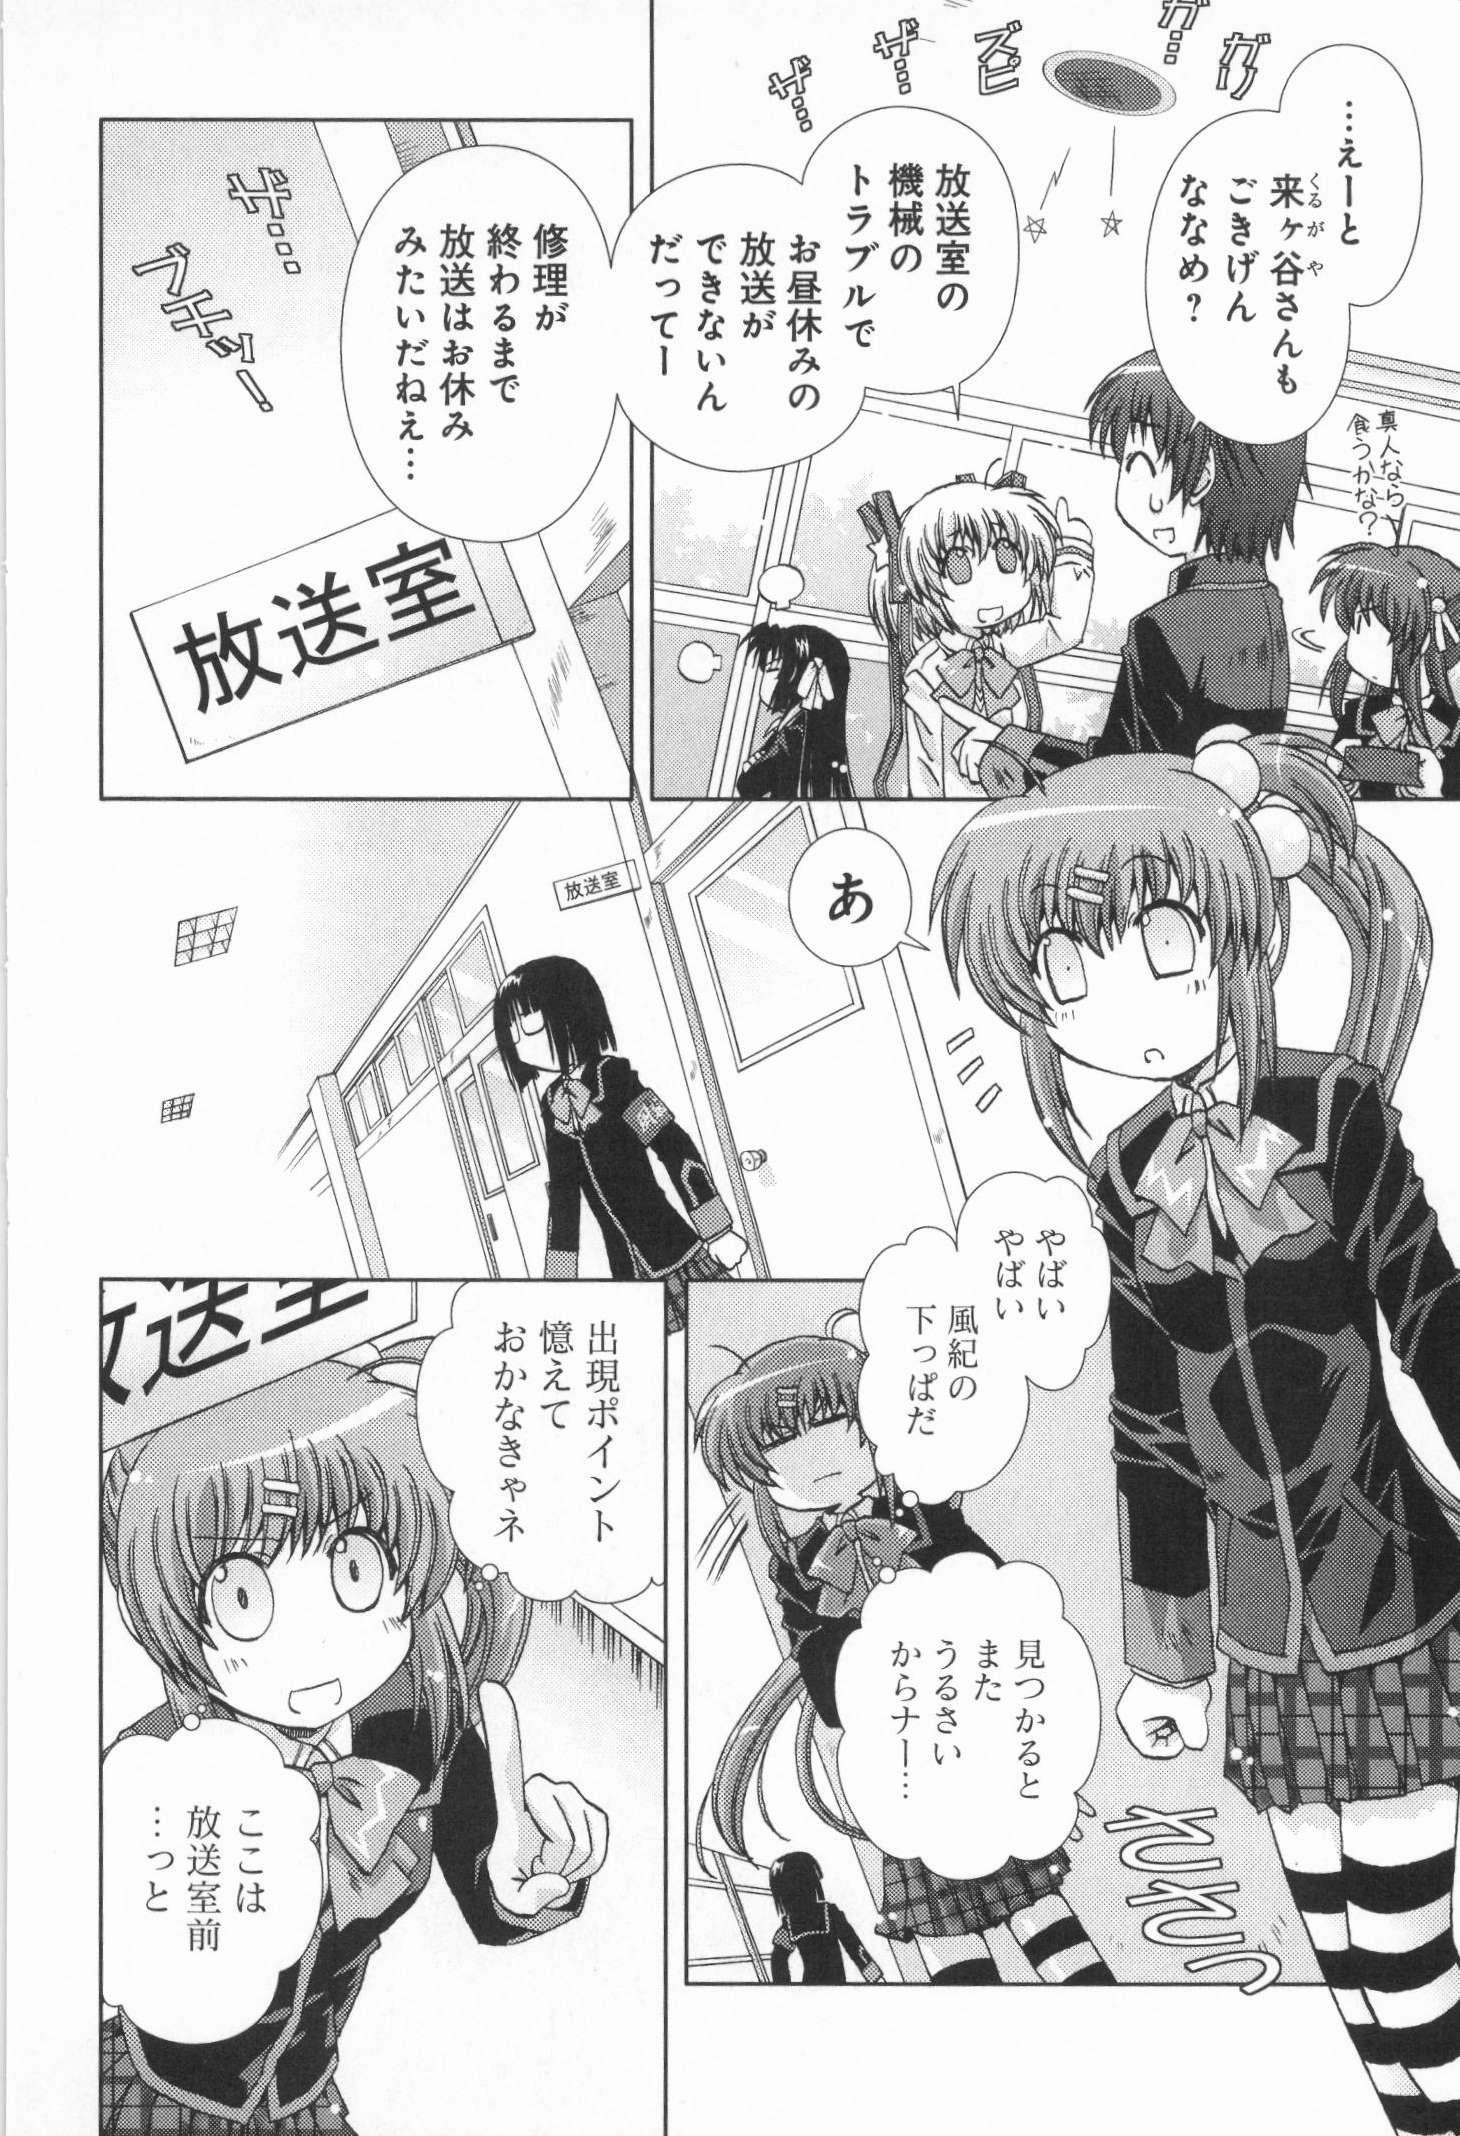 ガ…
ガリ
ズピ
ザ…
ザ…
…えーと
来ヶ谷さんも
くるがや
ごきげん
ななめ？
真人なら
食うかな？
放送室の
機械の
トラブルで
お昼休みの
放送が
できないん
だってー
修理が
終わるまで
放送はお休み
みたいだねえ…
ザ…
ブチッ…！
放送室
あ
放送室
やばい
やばい
風紀の
下っぱだ
見つかると
また
うるさい
からナー…
放送室
出現ポイント
憶えて
おかなきゃネ
ここは
放送室前
…っと